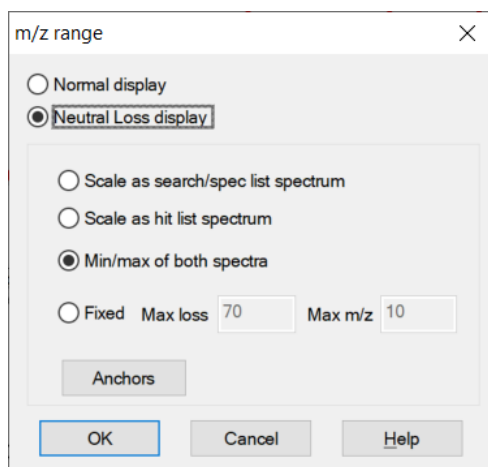 m/z range
Normal display
Neutral Loss display
Scale as search/spec list spectrum
Scale as hit list spectrum
Min/max of both spectra
Fixed Max loss 70 Max m/z 10
Anchors
OK Cancel Help